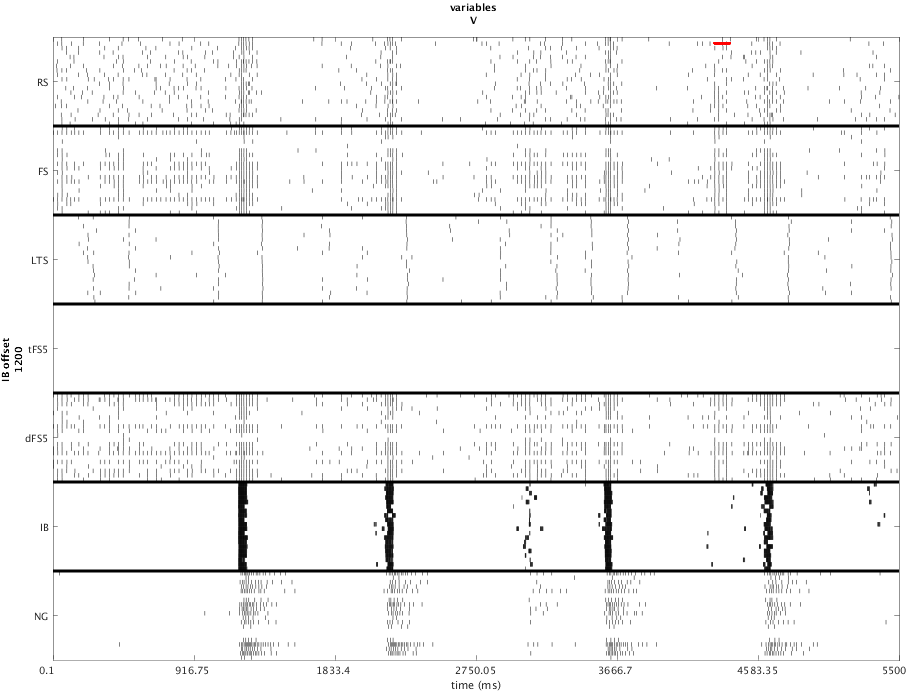 variables
V
RS
FS
LTS
tFS5
dFS5
IB
NG
IB offset
1200
0.1 916.75 1833.4 2750.05 3666.7 4583.35 5500
time (ms)